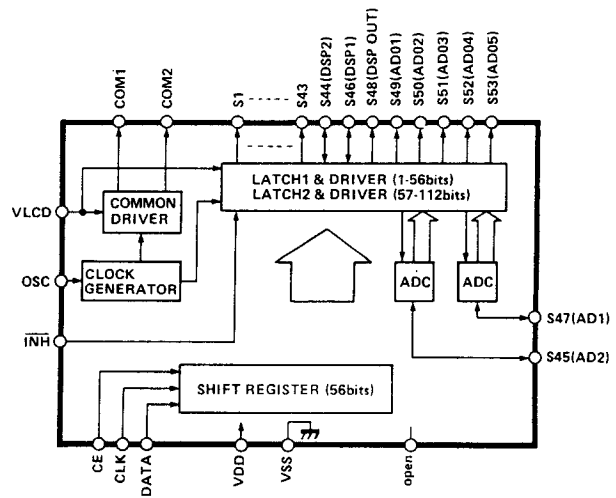 COM1
COM2
S1
S43
S44(DSP2)
S46(DSP1)
S48(DSP OUT)
S49(AD01)
S50(AD02)
S51(AD03)
S52(AD04)
S53(AD05)
LATCH1 & DRIVER (1-56bits)
LATCH2 & DRIVER (57-112bits)
VLCD
COMMON
DRIVER
OSC
CLOCK
GENERATOR
ADC
ADC
INH
S47(AD1)
S45(AD2)
SHIFT REGISTER (56bits)
CE
CLK
DATA
VDD
VSS
open